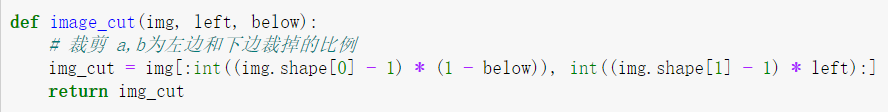 def image_cut(img, left, below):
    # 裁剪 a,b为左边和下边裁掉的比例
    img_cut = img[:int((img.shape[0] - 1) * (1 - below)), int((img.shape[1] - 1) * left):]
    return img_cut